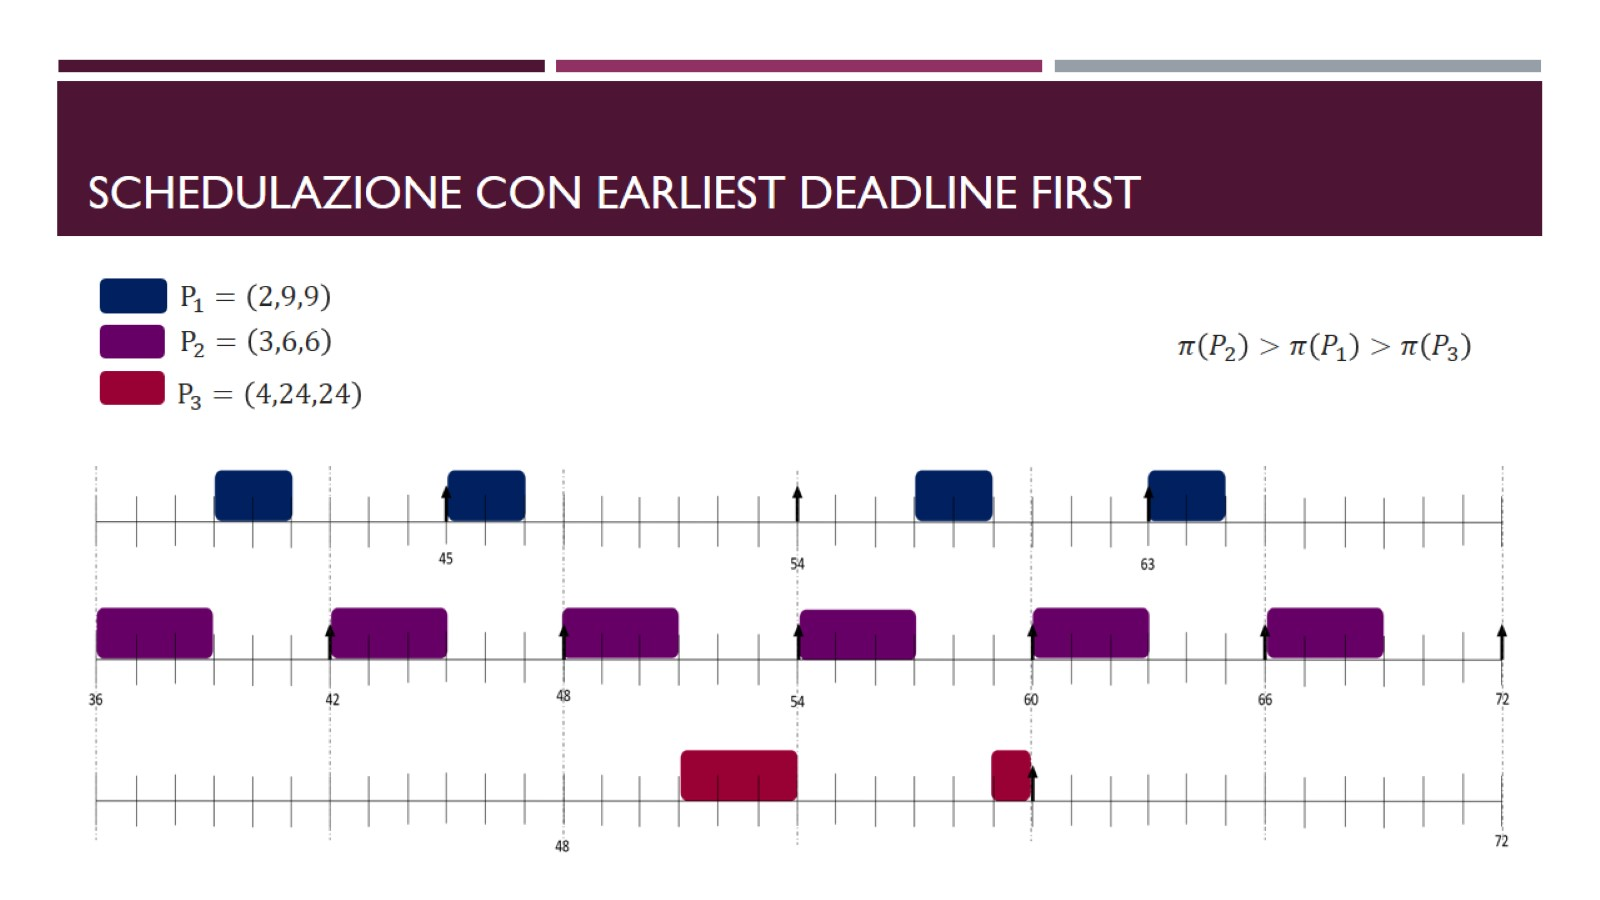 SCHEDULAZIONE CON EARLIEST DEADLINE FIRST
P₁ = (2,9,9)
P₂ = (3,6,6)
π(P₂) > π(P₁) > π(P₃)
P₃ = (4,24,24)
45 54 63
36 42 48 54 60 66 72
48 72